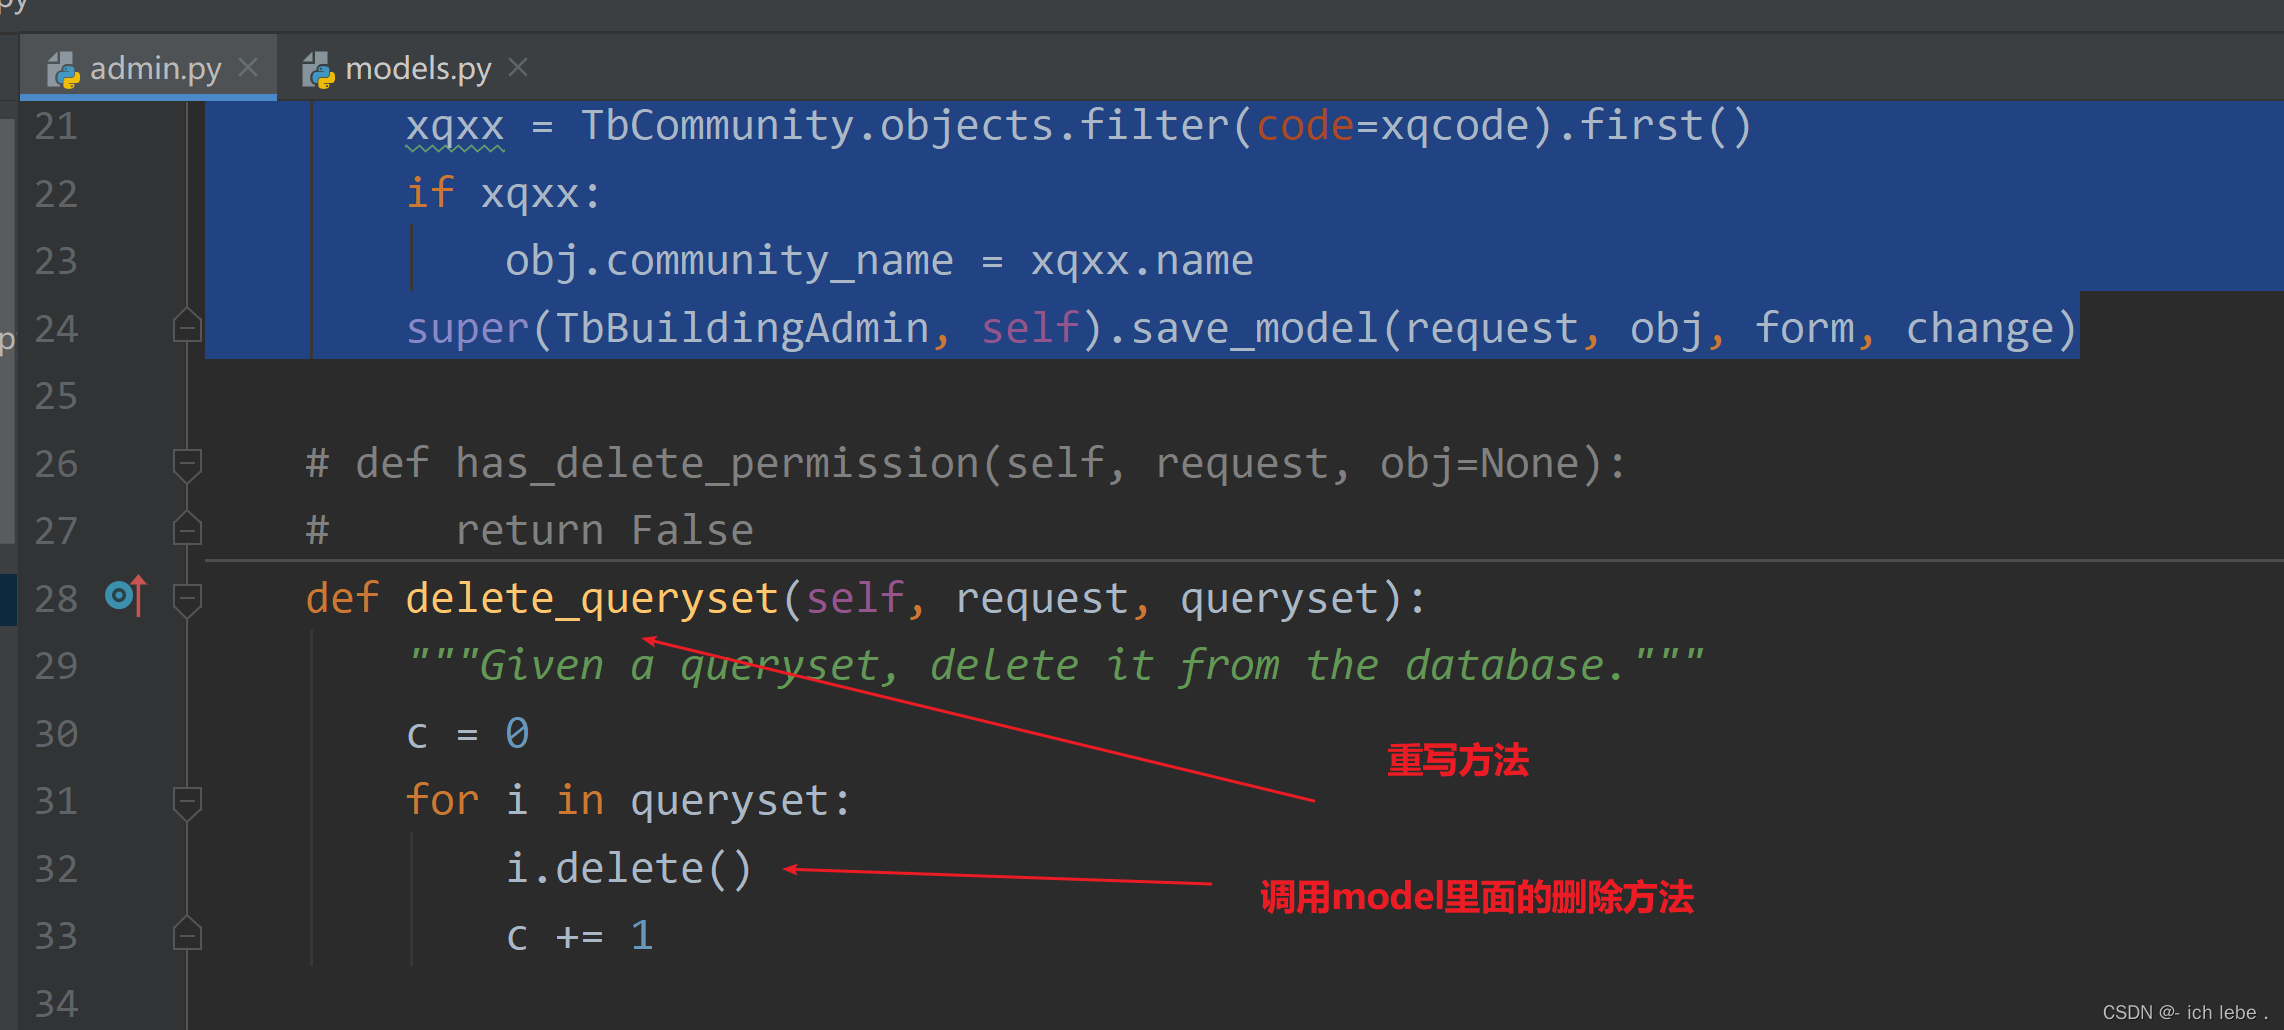 py
admin.py
models.py
21 xqxx = TbCommunity.objects.filter(code=xqcode).first()
22 if xqxx:
23 obj.community_name = xqxx.name
p
24 super(TbBuildingAdmin, self).save_model(request, obj, form, change)
25
26 # def has_delete_permission(self, request, obj=None):
27 # return False
28 def delete_queryset(self, request, queryset):
29 """Given a queryset, delete it from the database."""
30 c = 0
重写方法
31 for i in queryset:
32 i.delete()
调用model里面的删除方法
33 c += 1
34
CSDN @- ich lebe .